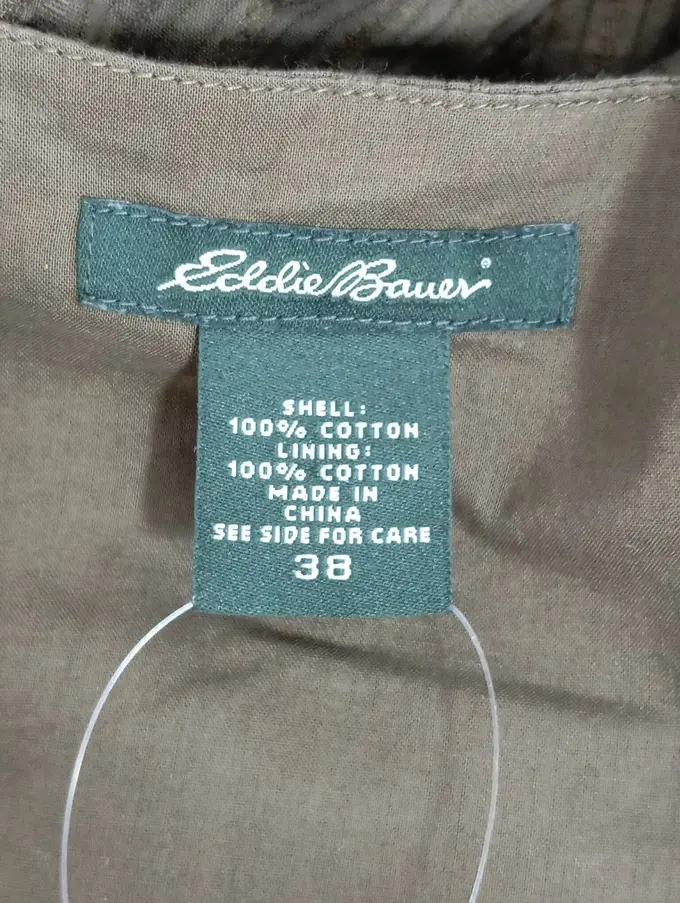 Eddie Bauer®
SHELL:
100% COTTON
LINING:
100% COTTON
MADE IN
CHINA
SEE SIDE FOR CARE
38